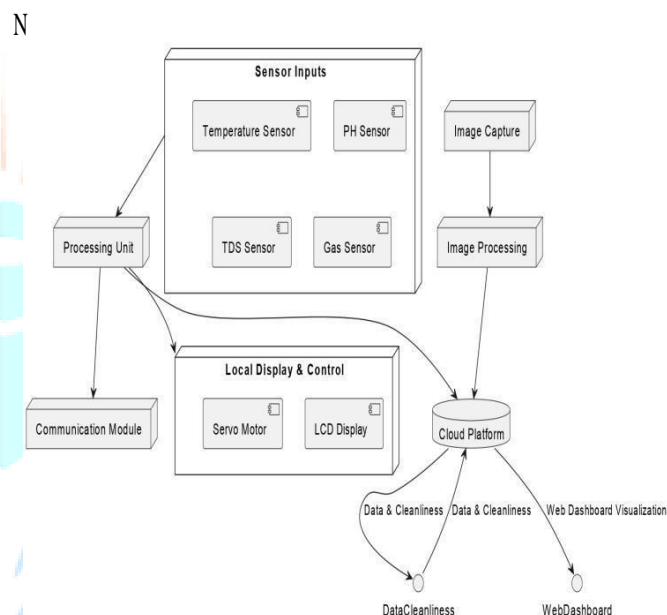 N
Sensor Inputs
Temperature Sensor
PH Sensor
Image Capture
Processing Unit
TDS Sensor
Gas Sensor
Image Processing
Local Display & Control
Communication Module
Servo Motor
LCD Display
Cloud Platform
Data & Cleanliness
Data & Cleanliness
Web Dashboard Visualization
DataCleanliness
WebDashboard